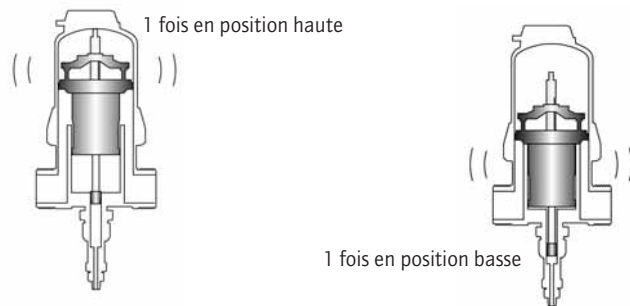 1 fois en position haute
1 fois en position basse